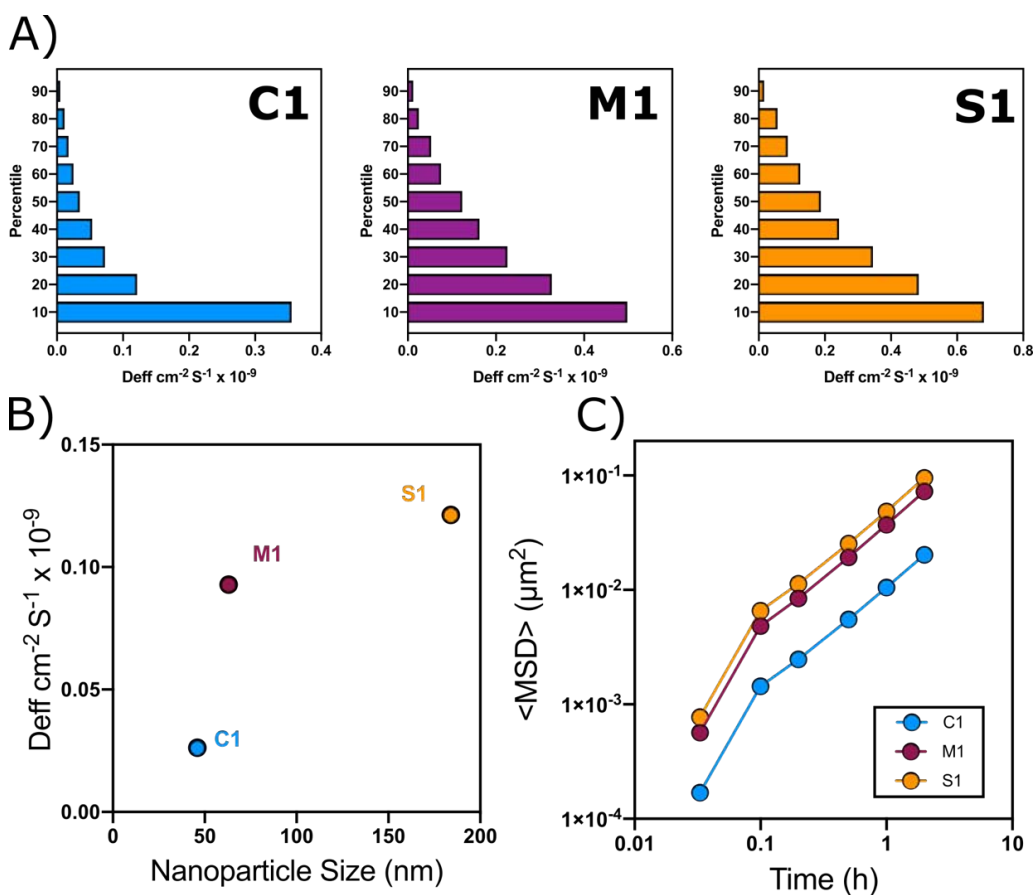 A)
C1
90
80
70
60
50
40
30
20
10
Percentile
0.0 0.1 0.2 0.3 0.4
Deff cm⁻² S⁻¹ x 10⁻⁹
M1
90
80
70
60
50
40
30
20
10
Percentile
0.0 0.2 0.4 0.6
Deff cm⁻² S⁻¹ x 10⁻⁹
S1
90
80
70
60
50
40
30
20
10
Percentile
0.0 0.2 0.4 0.6 0.8
Deff cm⁻² S⁻¹ x 10⁻⁹
B)
0.15
0.10
0.05
0.00
Deff cm⁻² S⁻¹ x 10⁻⁹
S1
M1
C1
0 50 100 150 200
Nanoparticle Size (nm)
C)
1×10⁻¹
1×10⁻²
1×10⁻³
1×10⁻⁴
<MSD> (µm²)
C1
M1
S1
0.01 0.1 1 10
Time (h)